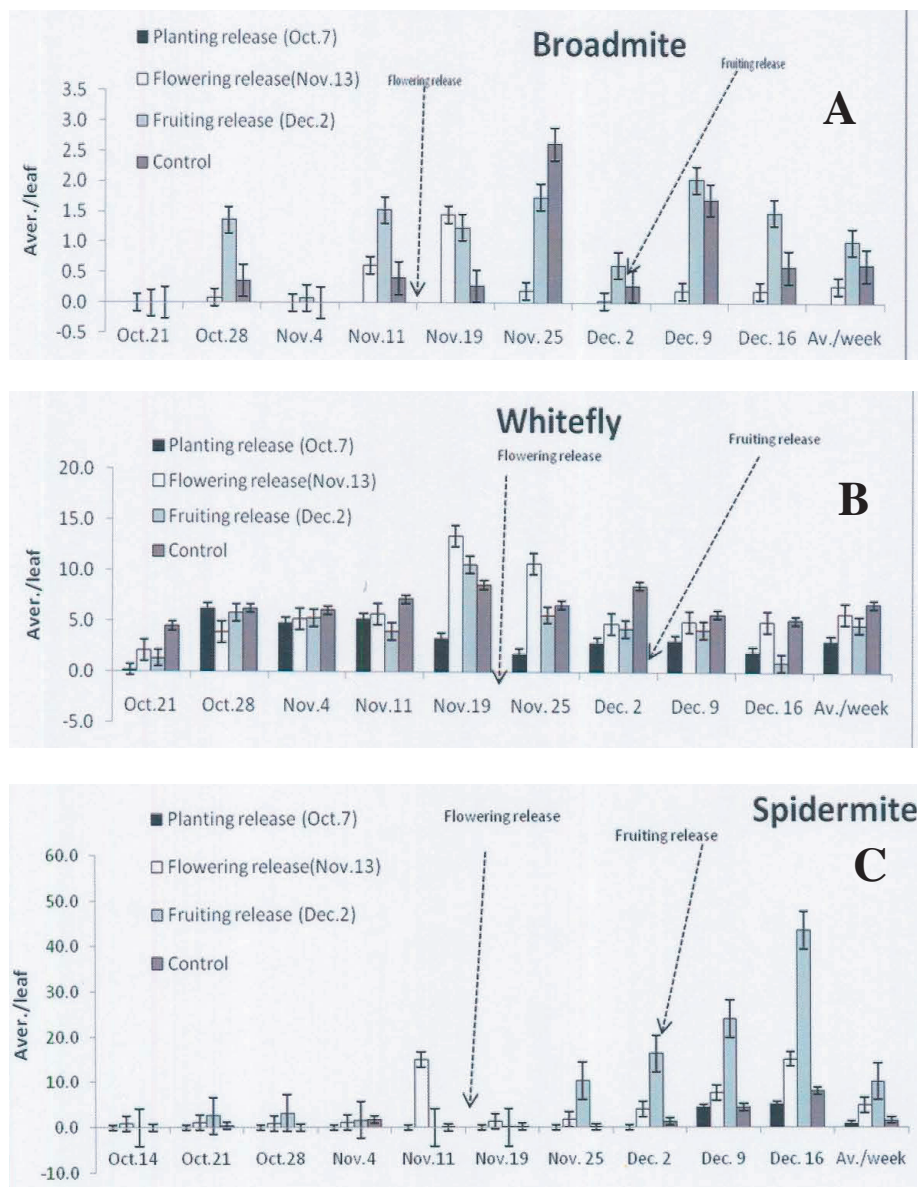 Broadmite
A
Planting release (Oct.7)
Flowering release(Nov.13)
Fruiting release (Dec.2)
Control
Flowering release
Fruiting release
Aver./leaf
3.5
3.0
2.5
2.0
1.5
1.0
0.5
0.0
-0.5
Oct.21 Oct.28 Nov.4 Nov.11 Nov.19 Nov.25 Dec. 2 Dec. 9 Dec. 16 Av./week
Whitefly
B
Planting release (Oct.7)
Flowering release(Nov.13)
Fruiting release (Dec.2)
Control
Flowering release
Fruiting release
Aver./leaf
20.0
15.0
10.0
5.0
0.0
-5.0
Oct.21 Oct.28 Nov.4 Nov.11 Nov.19 Nov.25 Dec. 2 Dec. 9 Dec. 16 Av./week
Spidermite
C
Planting release (Oct.7)
Flowering release(Nov.13)
Fruiting release (Dec.2)
Control
Flowering release
Fruiting release
Aver./leaf
60.0
50.0
40.0
30.0
20.0
10.0
0.0
-10.0
Oct.14 Oct.21 Oct.28 Nov.4 Nov.11 Nov.19 Nov.25 Dec. 2 Dec. 9 Dec. 16 Av./week